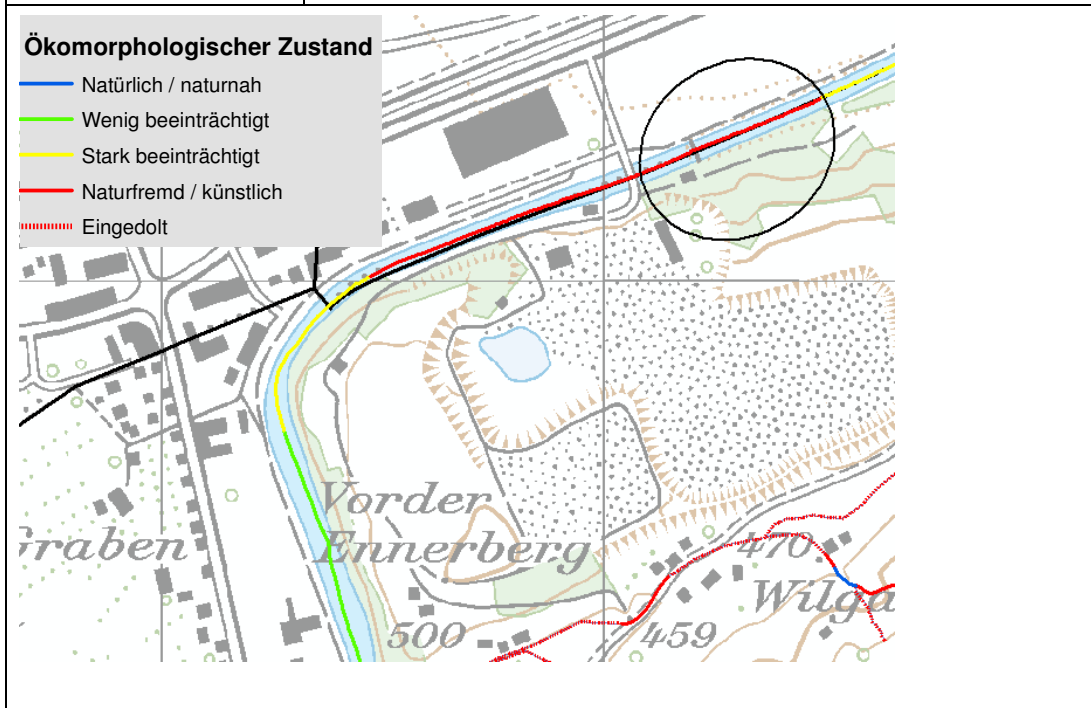 Ökomorphologischer Zustand
Natürlich / naturnah
Wenig beeinträchtigt
Stark beeinträchtigt
Naturfremd / künstlich
Eingedolt
Vorder
Ennerberg
Graben
470
Wilga
500
459